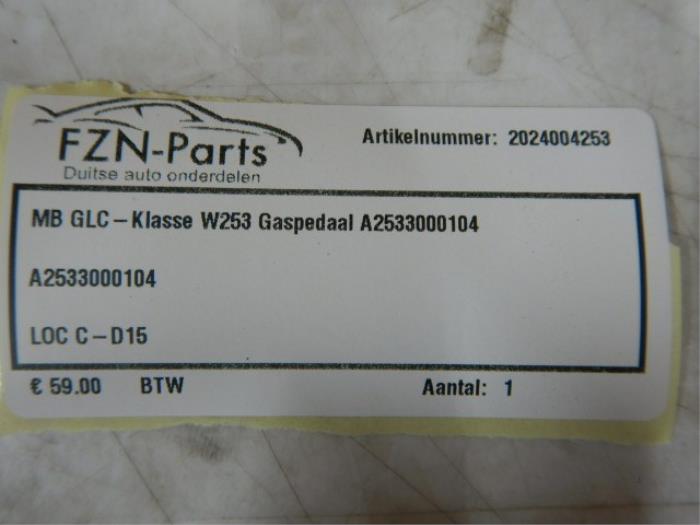 FZN-Parts
Duitse auto onderdelen
Artikelnummer: 2024004253
MB GLC-Klasse W253 Gaspedaal A2533000104
A2533000104
LOC C-D15
€ 59.00 BTW Aantal: 1